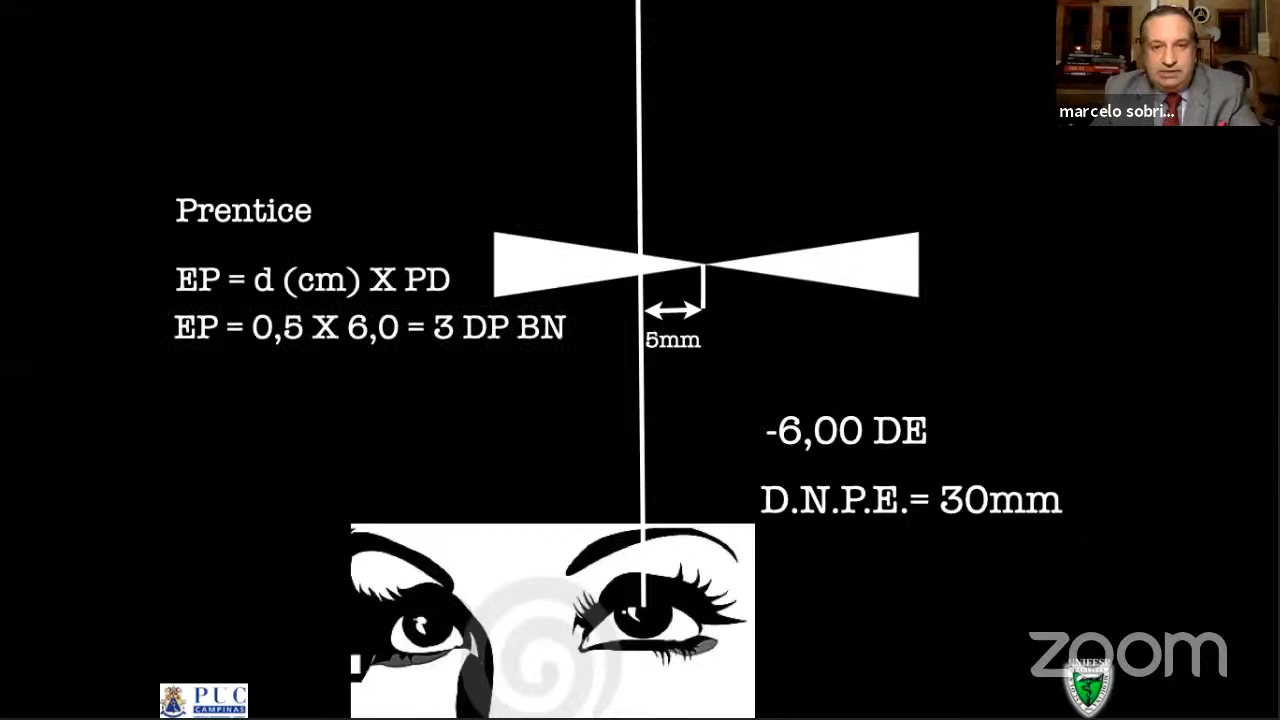 marcelo sobri...
Prentice
EP = d (cm) X PD
EP = 0,5 X 6,0 = 3 DP BN
5mm
-6,00 DE
D.N.P.E.= 30mm
zoom
UNIFESP
PUC
CAMPINAS